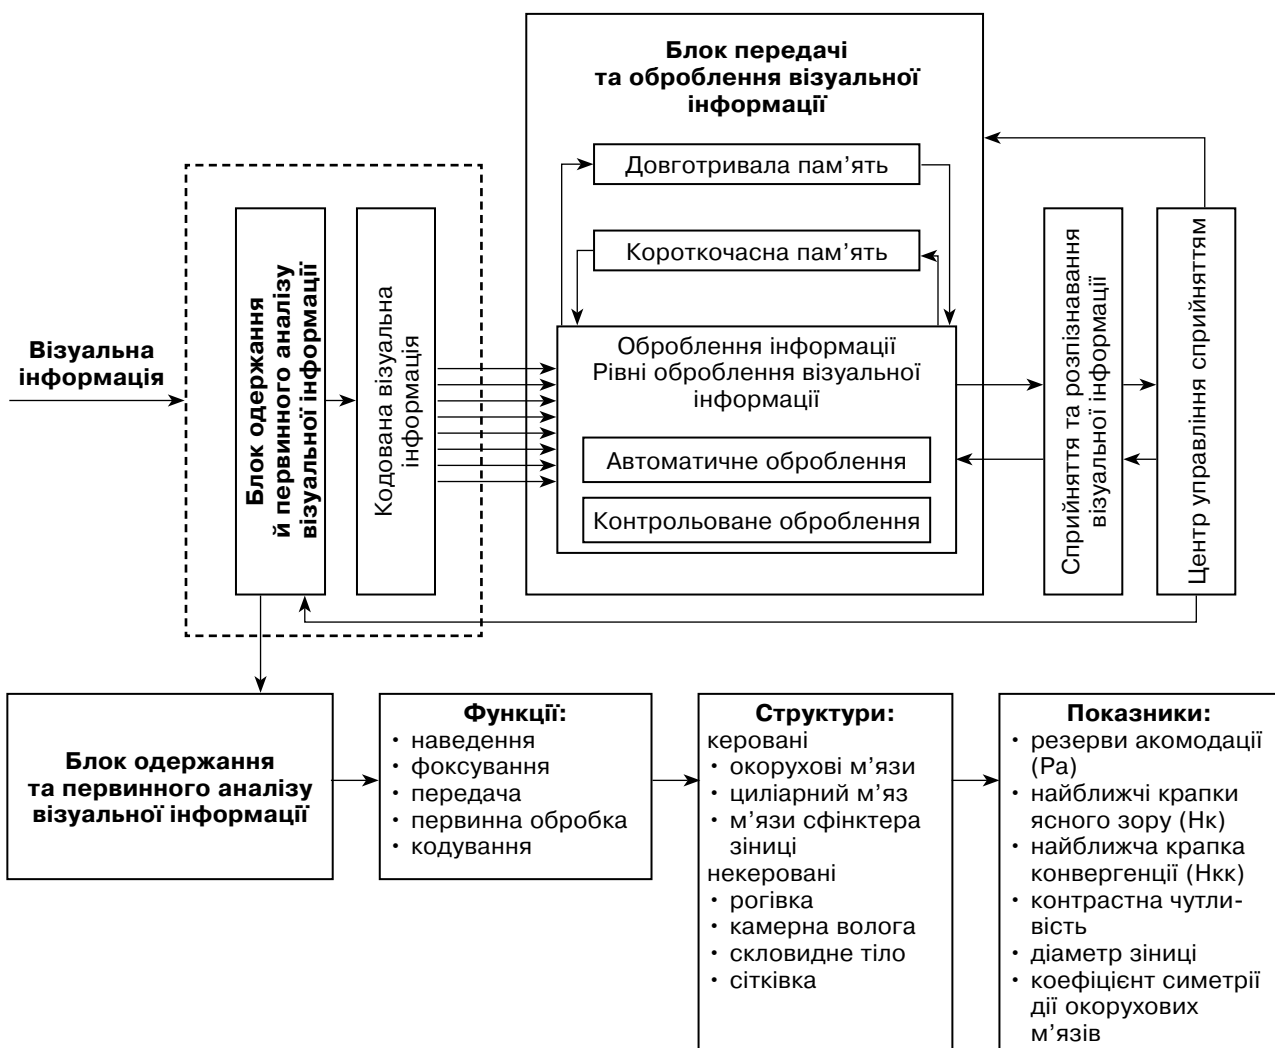 Блок передачі
та оброблення візуальної
інформації
Довготривала пам’ять
Короткочасна пам’ять
Візуальна
інформація
Блок одержання
й первинного аналізу
візуальної інформації
Кодована візуальна
інформація
Оброблення інформації
Рівні оброблення візуальної
інформації
Автоматичне оброблення
Контрольоване оброблення
Сприйняття та розпізнавання
візуальної інформації
Центр управління сприйняттям
Блок одержання
та первинного аналізу
візуальної інформації
Функції:
· наведення
· фоксування
· передача
· первинна обробка
· кодування
Структури:
керовані
· окорухові м’язи
· циліарний м’яз
· м’язи сфінктера
зіниці
некеровані
· рогівка
· камерна волога
· скловидне тіло
· сітківка
Показники:
· резерви акомодації
(Ра)
· найближчі крапки
ясного зору (Нк)
· найближча крапка
конвергенції (Нкк)
· контрастна чутли-
вість
· діаметр зіниці
· коефіцієнт симетрії
дії окорухових
м’язів